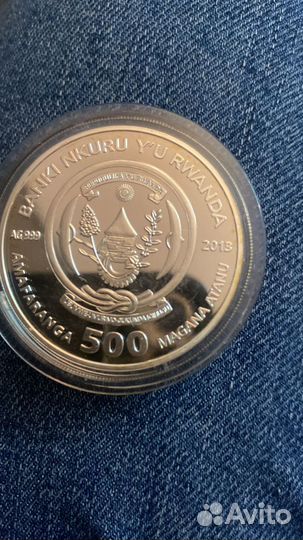 BANKI NKURU Y'U RWANDA
Ag 999
2013
AMAFARANGA 500 MAGANA ATANU
Avito